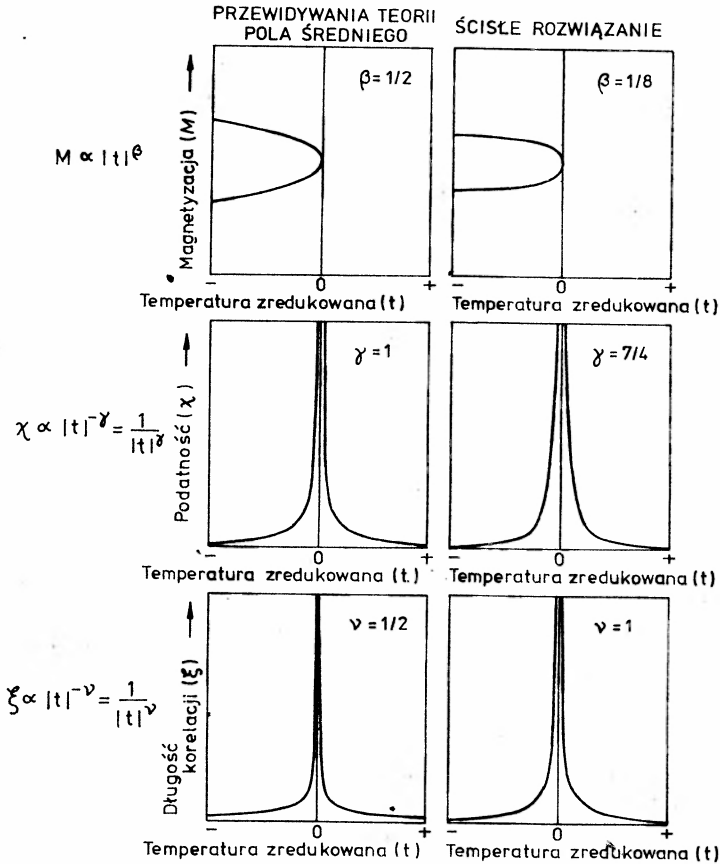 PRZEWIDYWANIA TEORII
POLA ŚREDNIEGO
ŚCISŁE ROZWIĄZANIE
M ∝ |t|^β
Magnetyzacja (M)
β = 1/2
β = 1/8
- 0 +
- 0 +
Temperatura zredukowana (t)
Temperatura zredukowana (t)
χ ∝ |t|^-γ = 1/|t|^γ
Podatność (χ)
γ = 1
γ = 7/4
- 0 +
- 0 +
Temperatura zredukowana (t)
Temperatura zredukowana (t)
ξ ∝ |t|^-ν = 1/|t|^ν
Długość
korelacji (ξ)
ν = 1/2
ν = 1
- 0 +
- 0 +
Temperatura zredukowana (t)
Temperatura zredukowana (t)